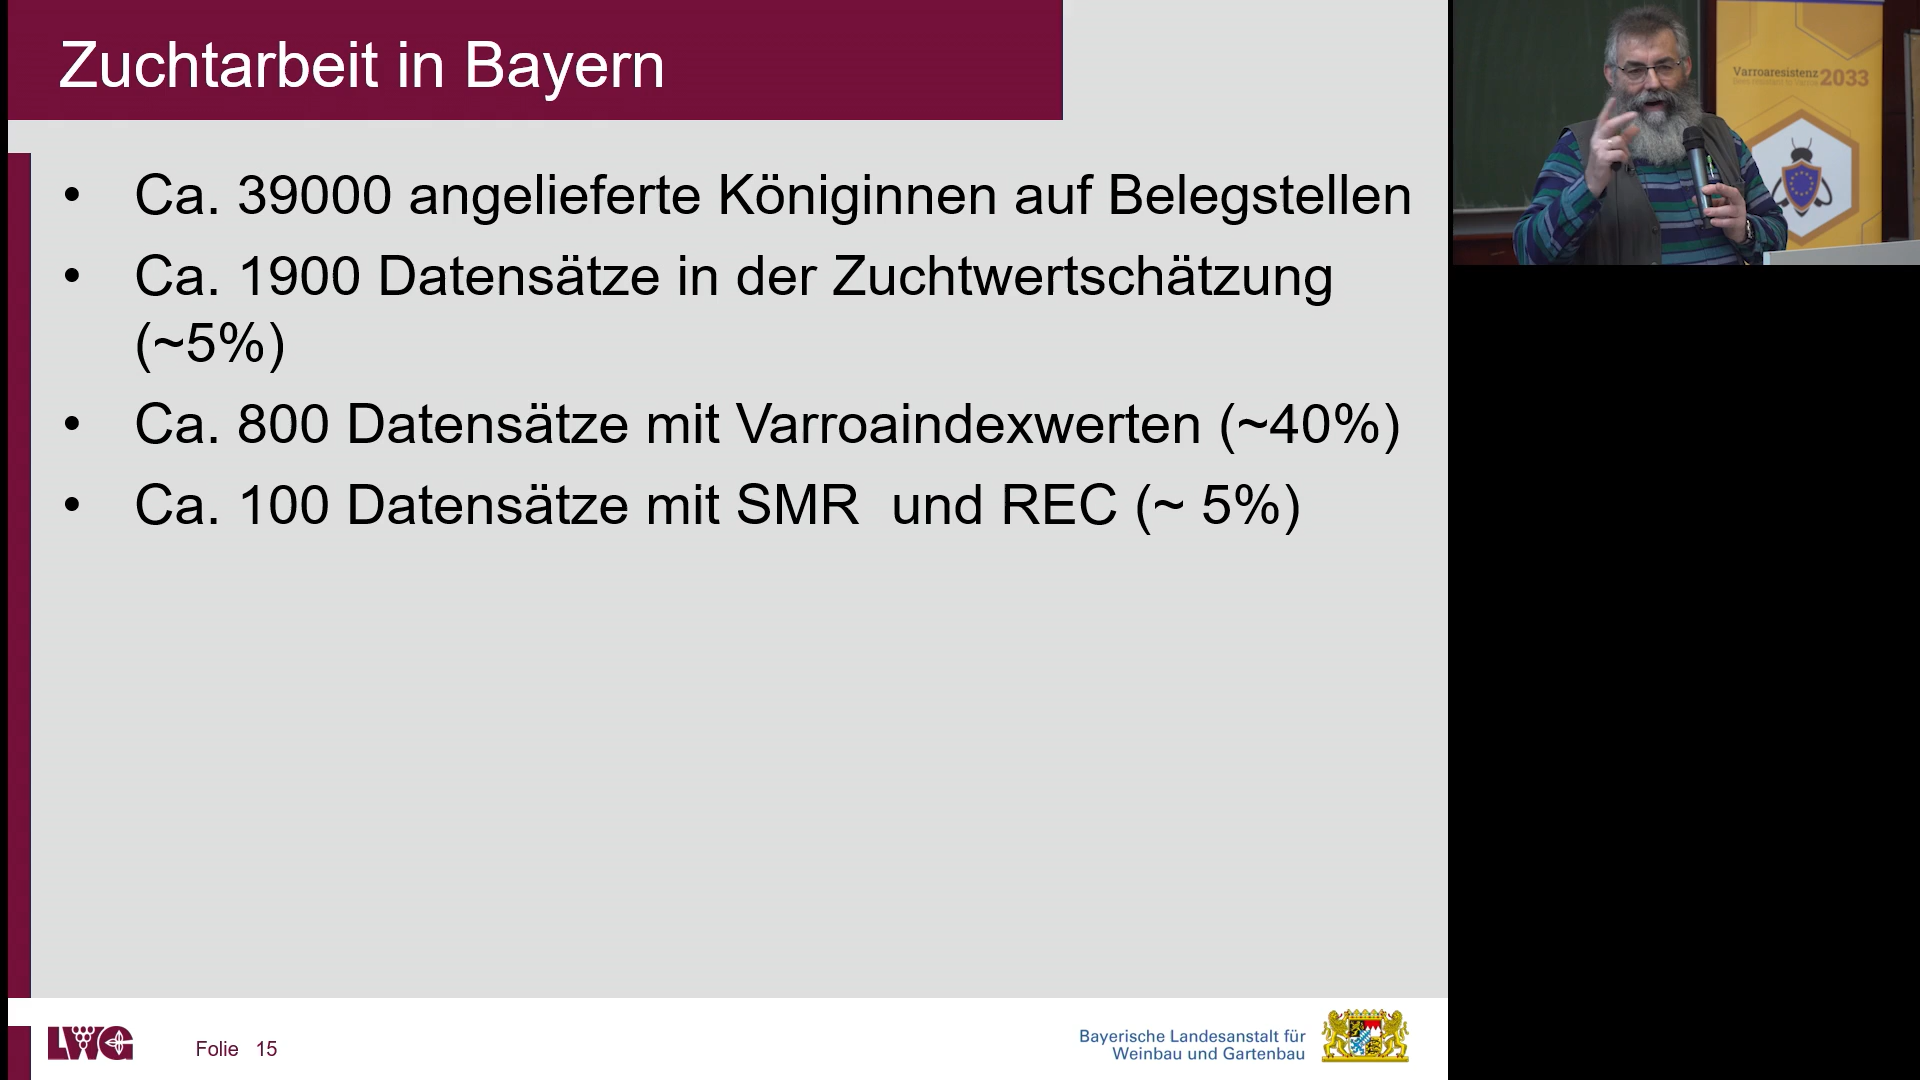 Zuchtarbeit in Bayern
• Ca. 39000 angelieferte Königinnen auf Belegstellen
• Ca. 1900 Datensätze in der Zuchtwertschätzung
(~5%)
• Ca. 800 Datensätze mit Varroaindexwerten (~40%)
• Ca. 100 Datensätze mit SMR  und REC (~ 5%)
Varroaresistenz 2033
LWG
Folie 15
Bayerische Landesanstalt für
Weinbau und Gartenbau